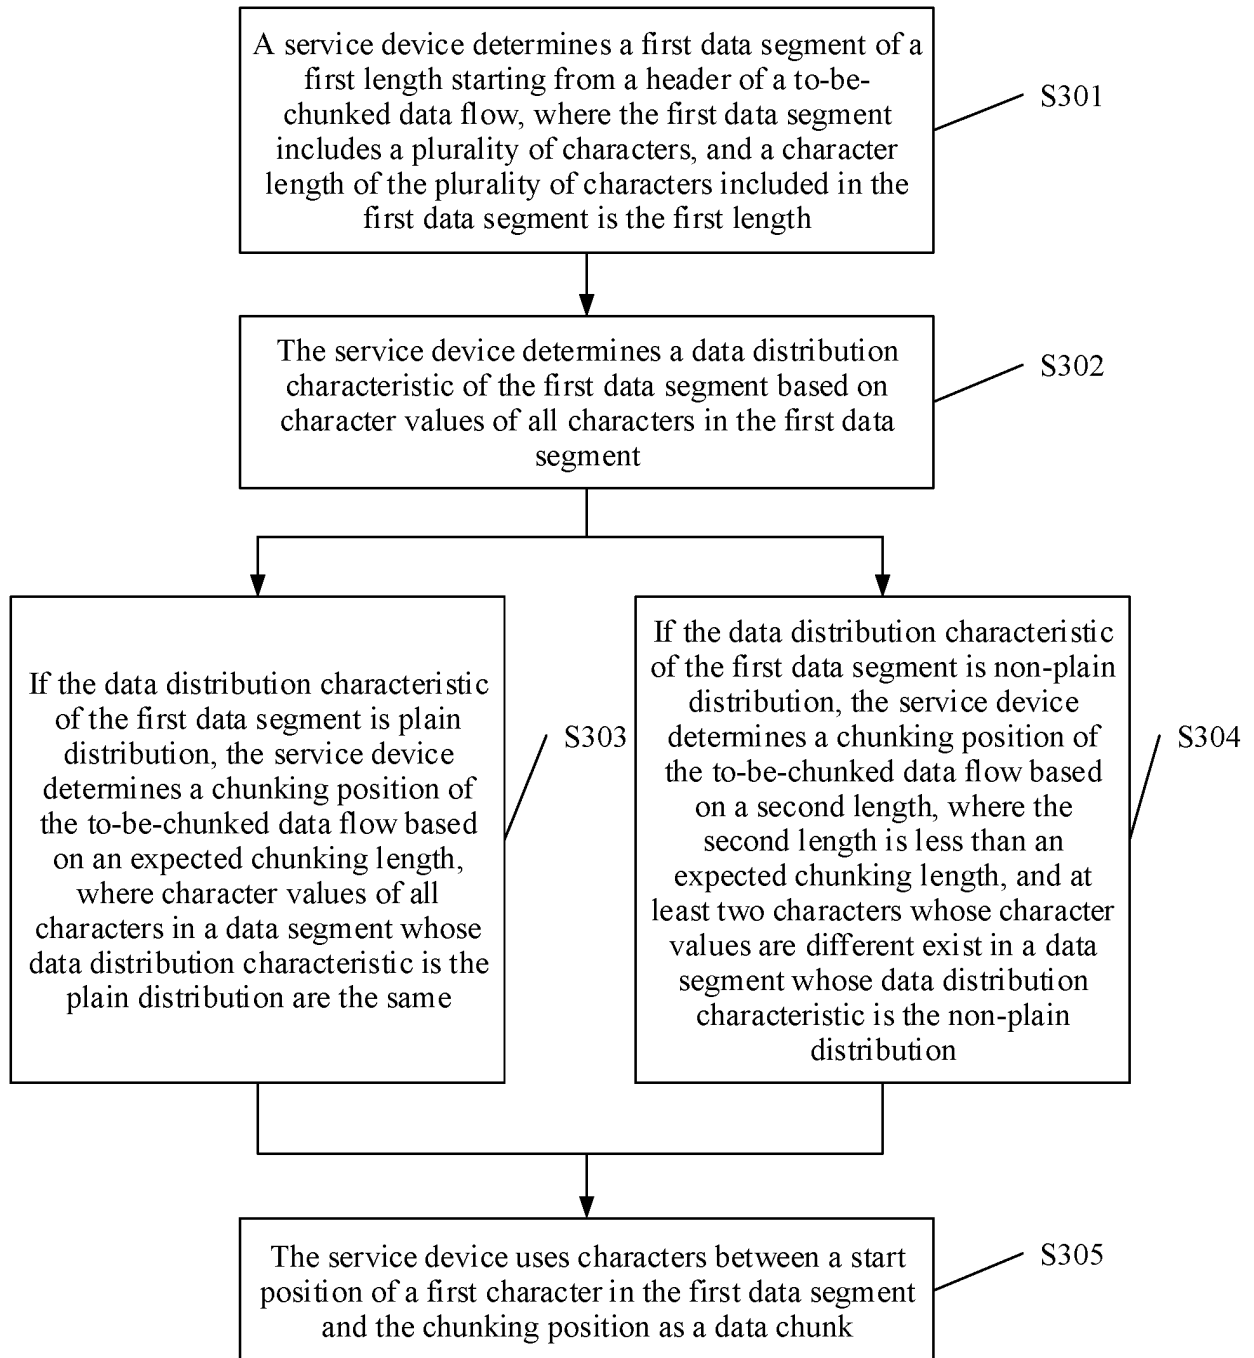 A service device determines a first data segment of a
first length starting from a header of a to-be-
chunked data flow, where the first data segment
includes a plurality of characters, and a character
length of the plurality of characters included in the
first data segment is the first length
S301
The service device determines a data distribution
characteristic of the first data segment based on
character values of all characters in the first data
segment
S302
If the data distribution characteristic
of the first data segment is plain
distribution, the service device
determines a chunking position of
the to-be-chunked data flow based
on an expected chunking length,
where character values of all
characters in a data segment whose
data distribution characteristic is the
plain distribution are the same
S303
If the data distribution characteristic
of the first data segment is non-plain
distribution, the service device
determines a chunking position of
the to-be-chunked data flow based
on a second length, where the
second length is less than an
expected chunking length, and at
least two characters whose character
values are different exist in a data
segment whose data distribution
characteristic is the non-plain
distribution
S304
The service device uses characters between a start
position of a first character in the first data segment
and the chunking position as a data chunk
S305